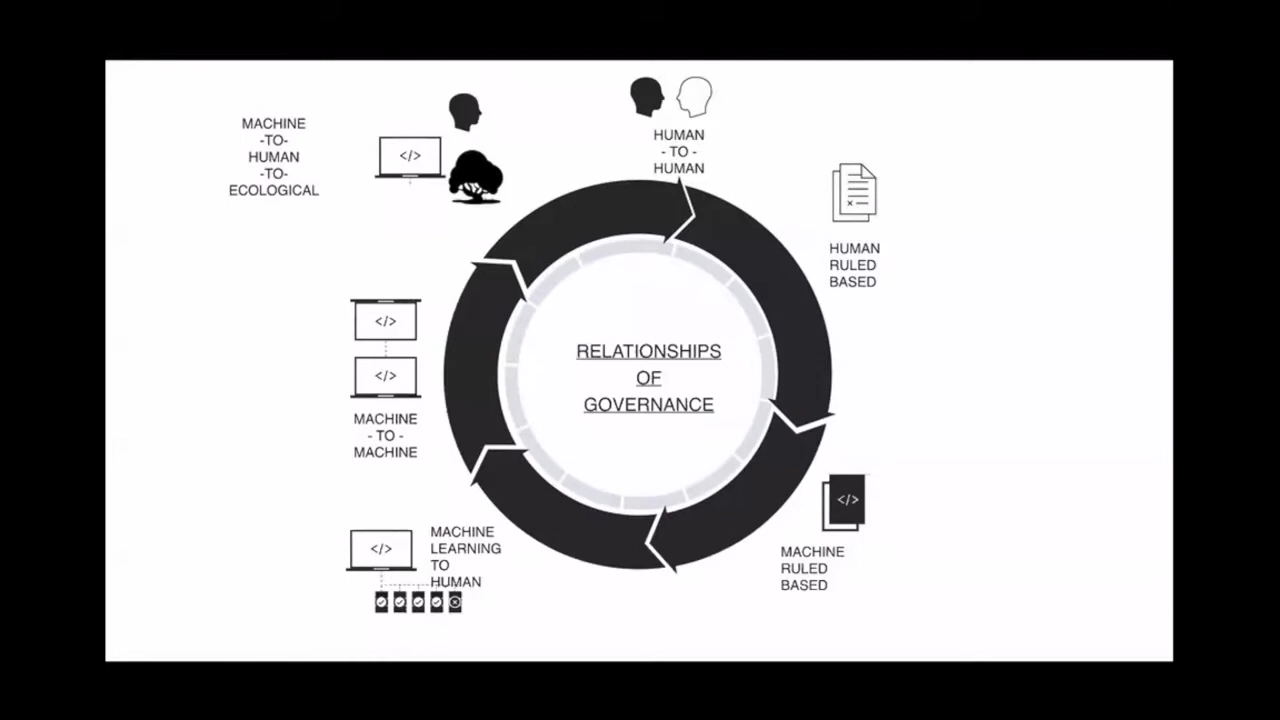 HUMAN
- TO -
HUMAN
HUMAN
RULED
BASED
</>
MACHINE
RULED
BASED
</>
MACHINE
LEARNING
TO
HUMAN
</>
</>
MACHINE
- TO -
MACHINE
MACHINE
-TO-
HUMAN
-TO-
ECOLOGICAL
</>
RELATIONSHIPS
OF
GOVERNANCE